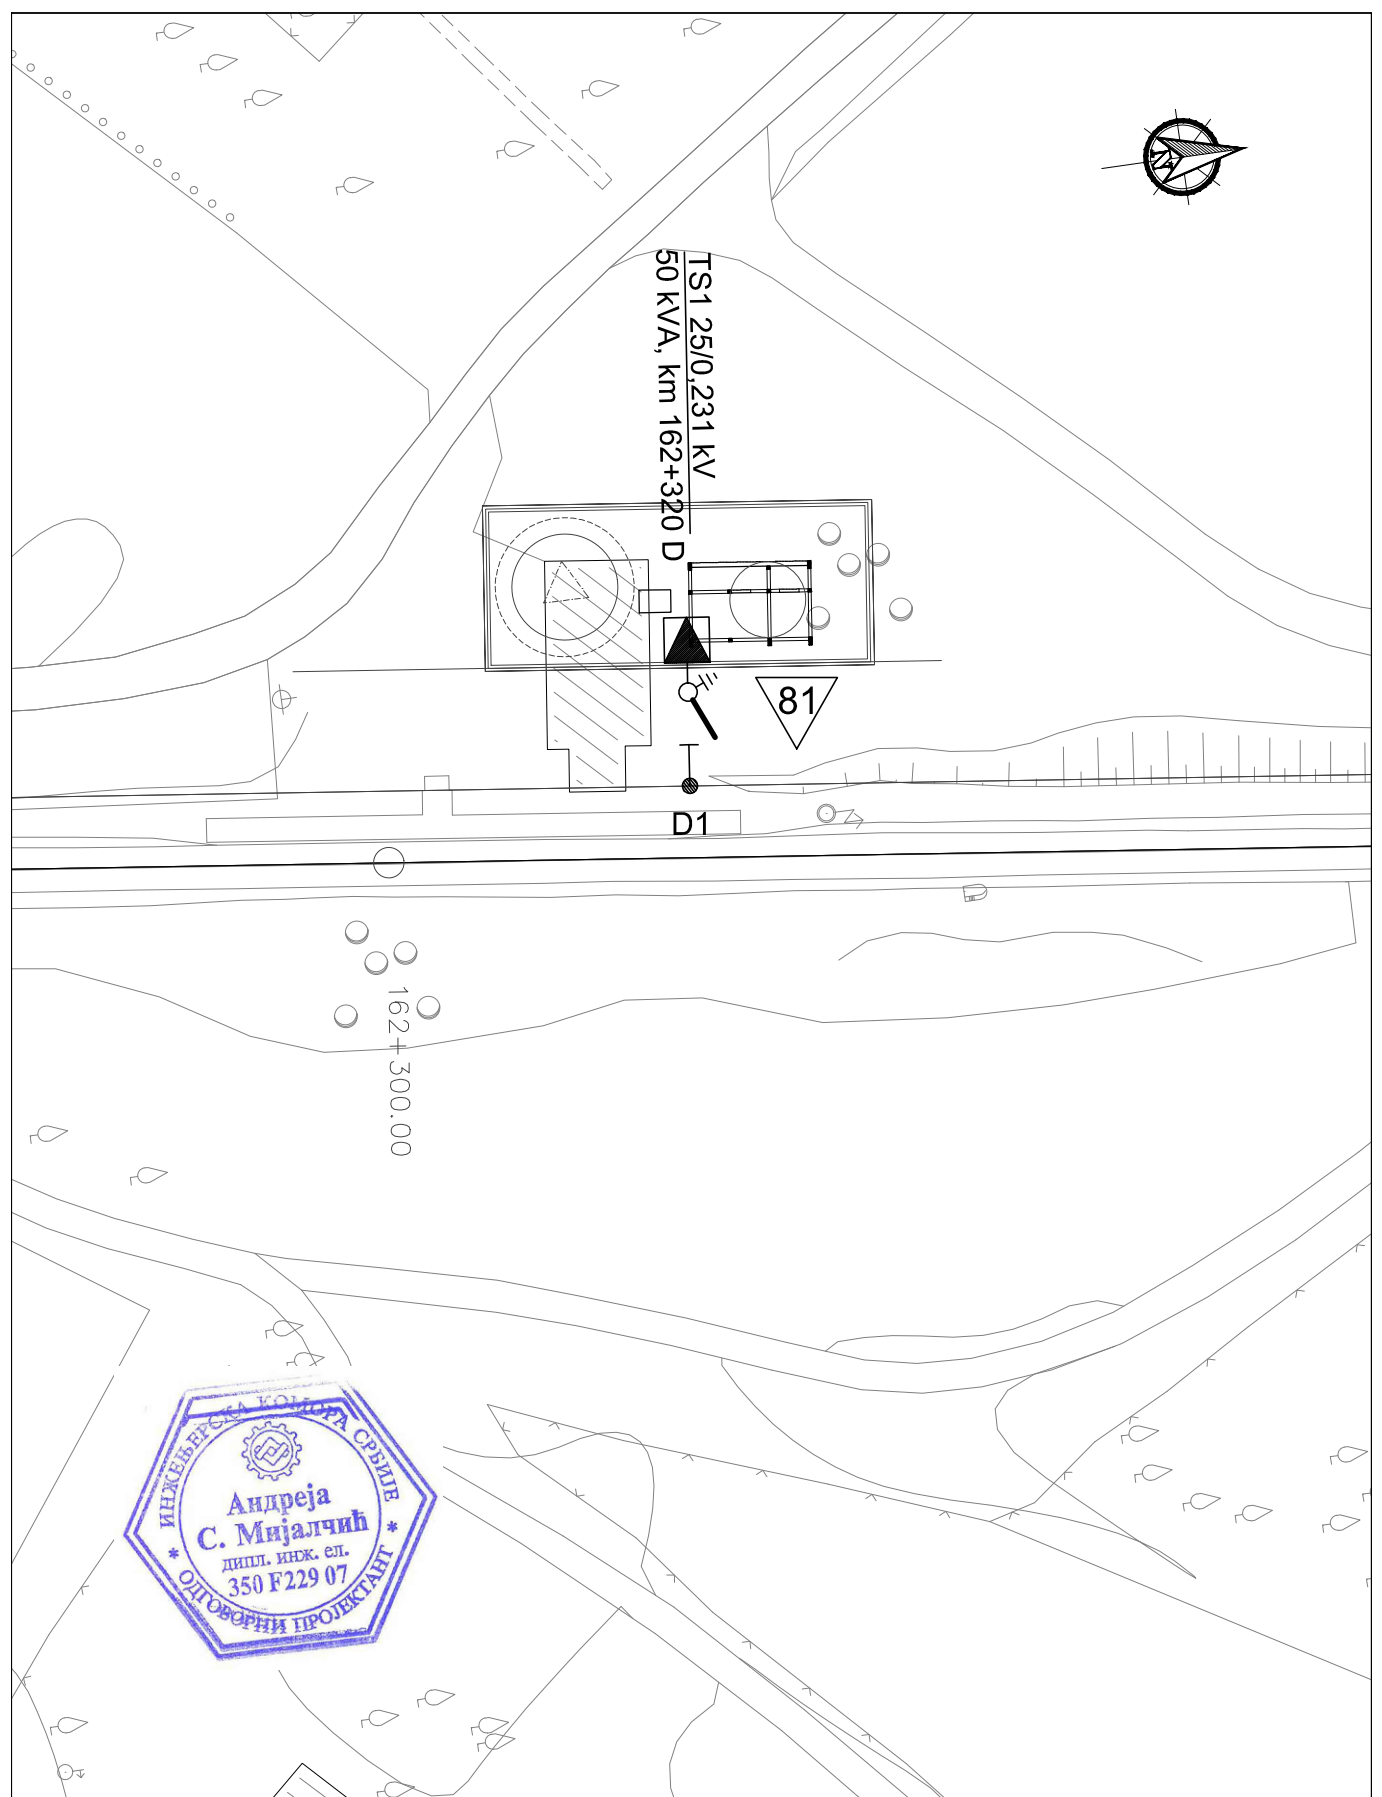 N
TS1 25/0,231 kV
50 kVA, km 162+320 D
81
D1
162+300.00
ИНЖЕЊЕРСКА КОМОРА СРБИЈЕ
Андреја
С. Мијалчић
дипл. инж. ел.
350 F229 07
* ОДГОВОРНИ ПРОЈЕКТАНТ *